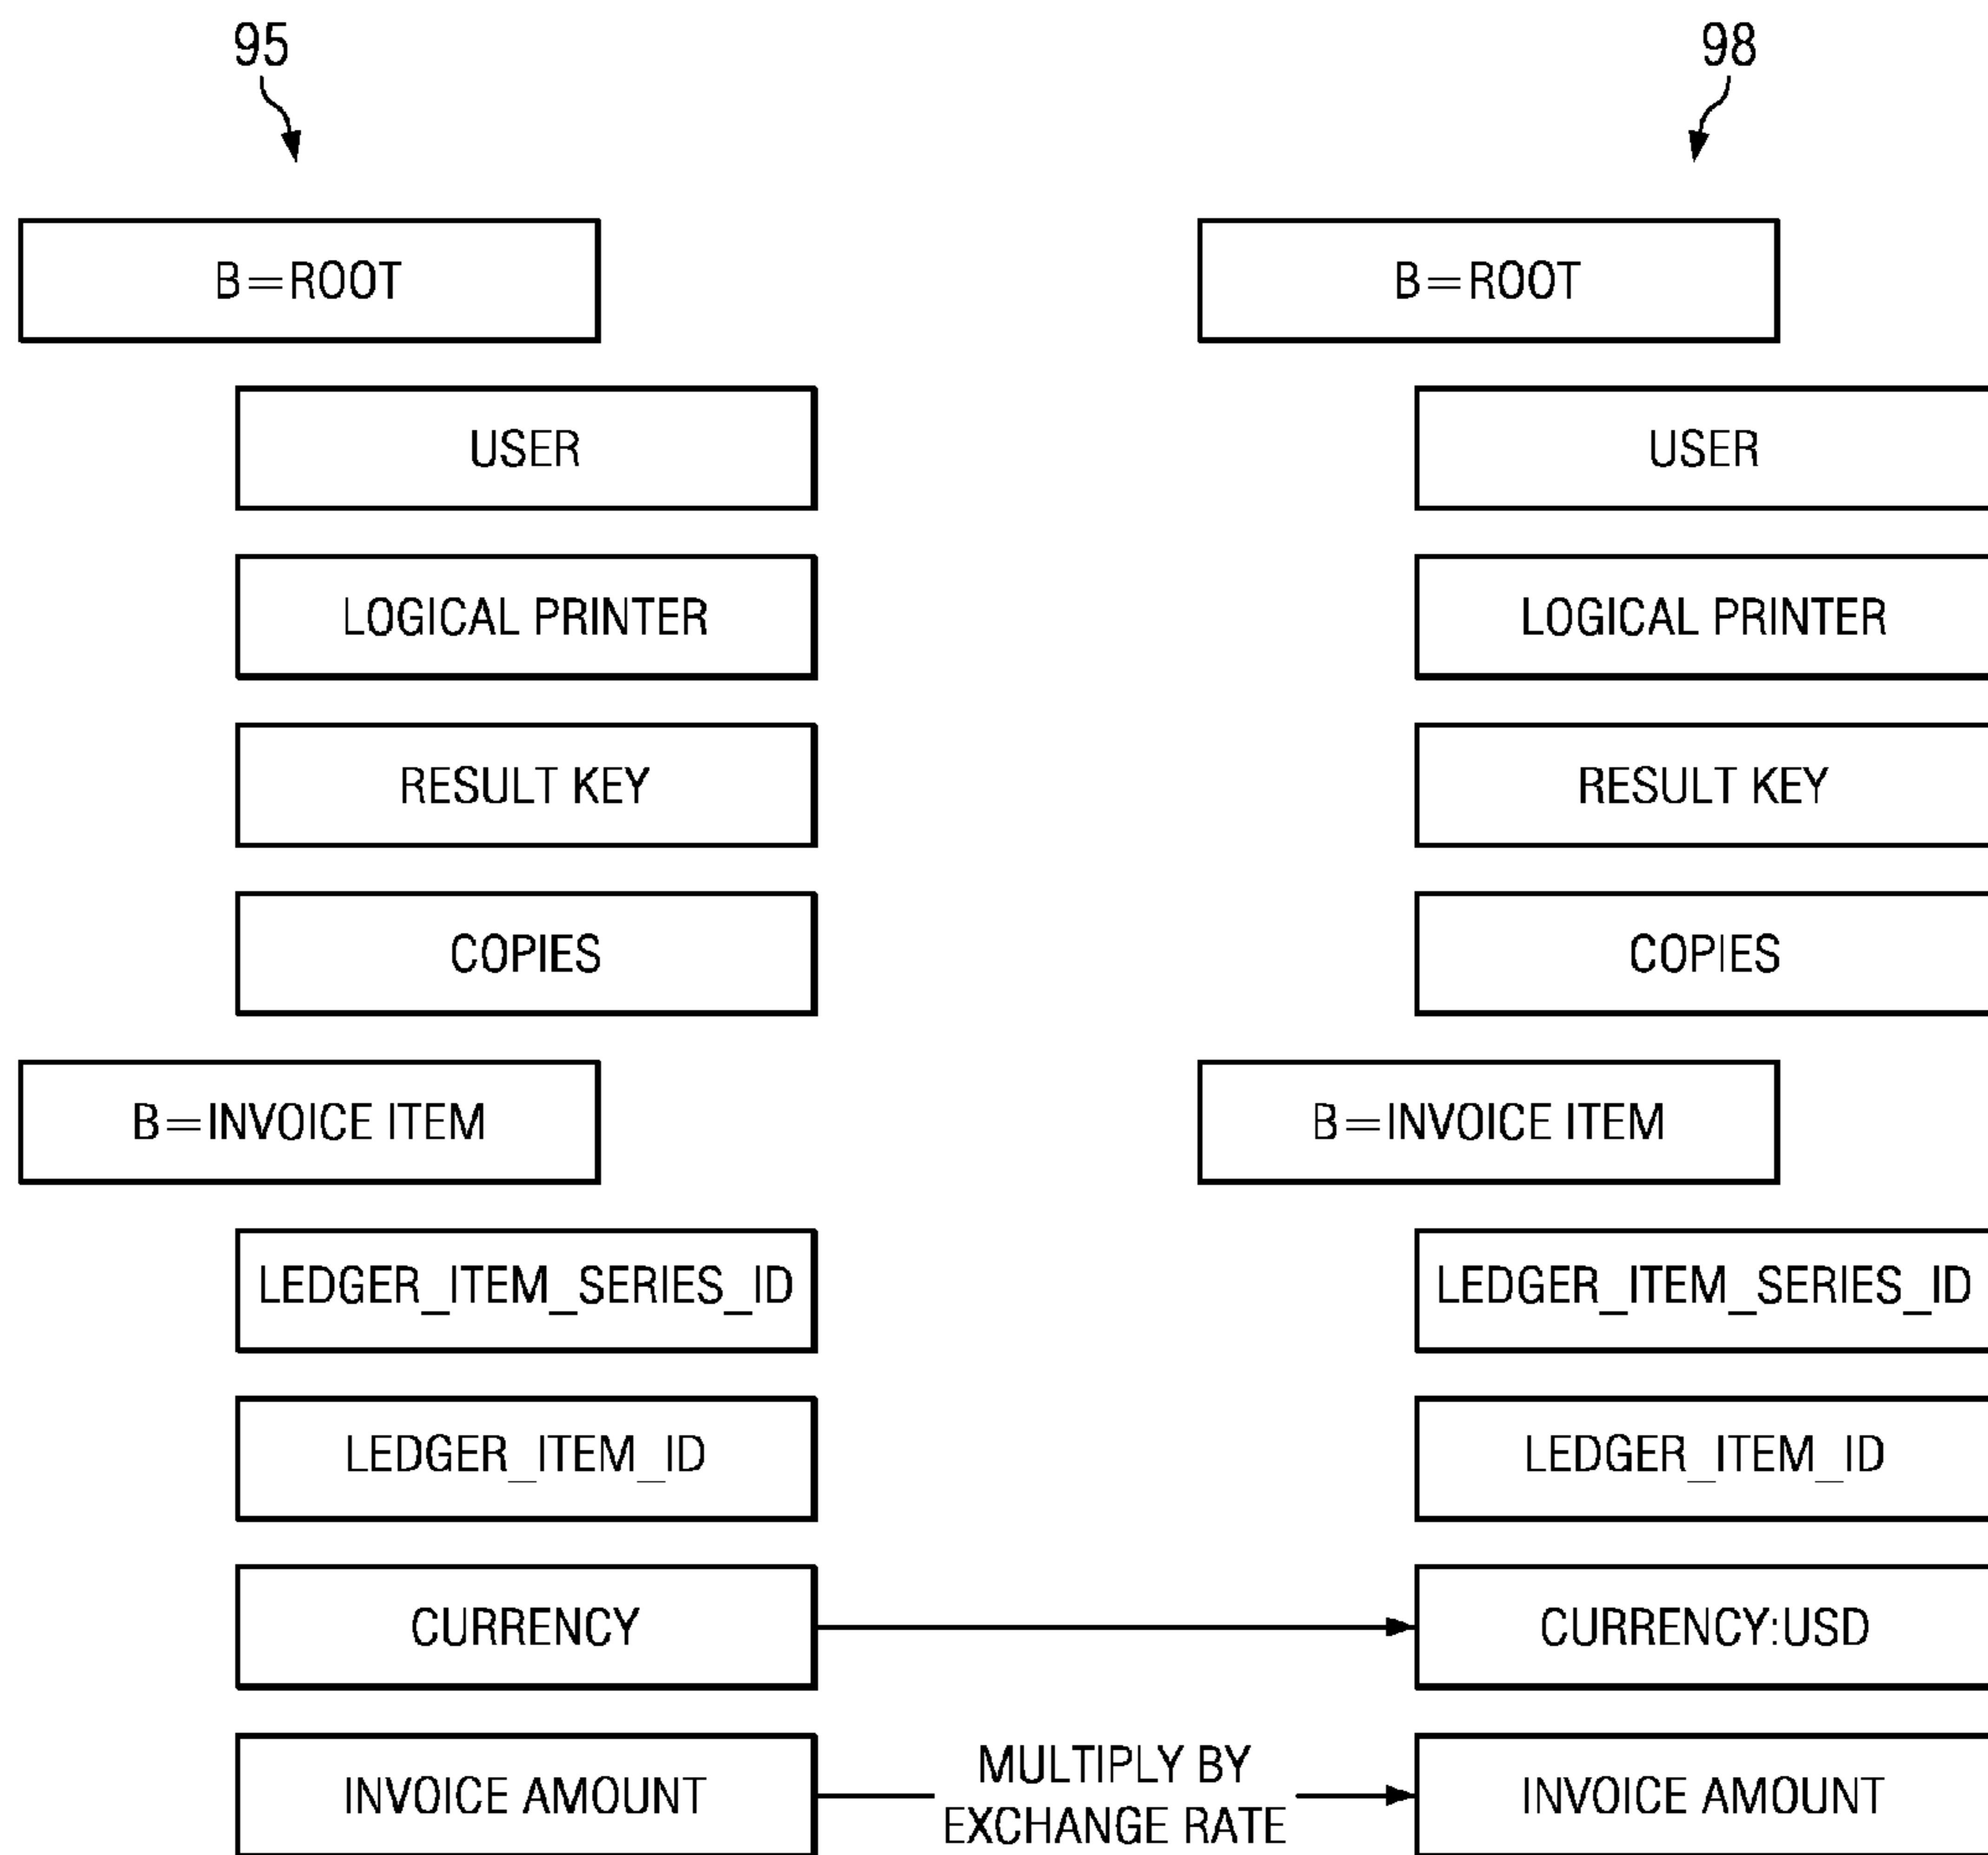 95
98
B=ROOT
B=ROOT
USER
USER
LOGICAL PRINTER
LOGICAL PRINTER
RESULT KEY
RESULT KEY
COPIES
COPIES
B=INVOICE ITEM
B=INVOICE ITEM
LEDGER_ITEM_SERIES_ID
LEDGER_ITEM_SERIES_ID
LEDGER_ITEM_ID
LEDGER_ITEM_ID
CURRENCY
CURRENCY:USD
INVOICE AMOUNT
MULTIPLY BY
EXCHANGE RATE
INVOICE AMOUNT